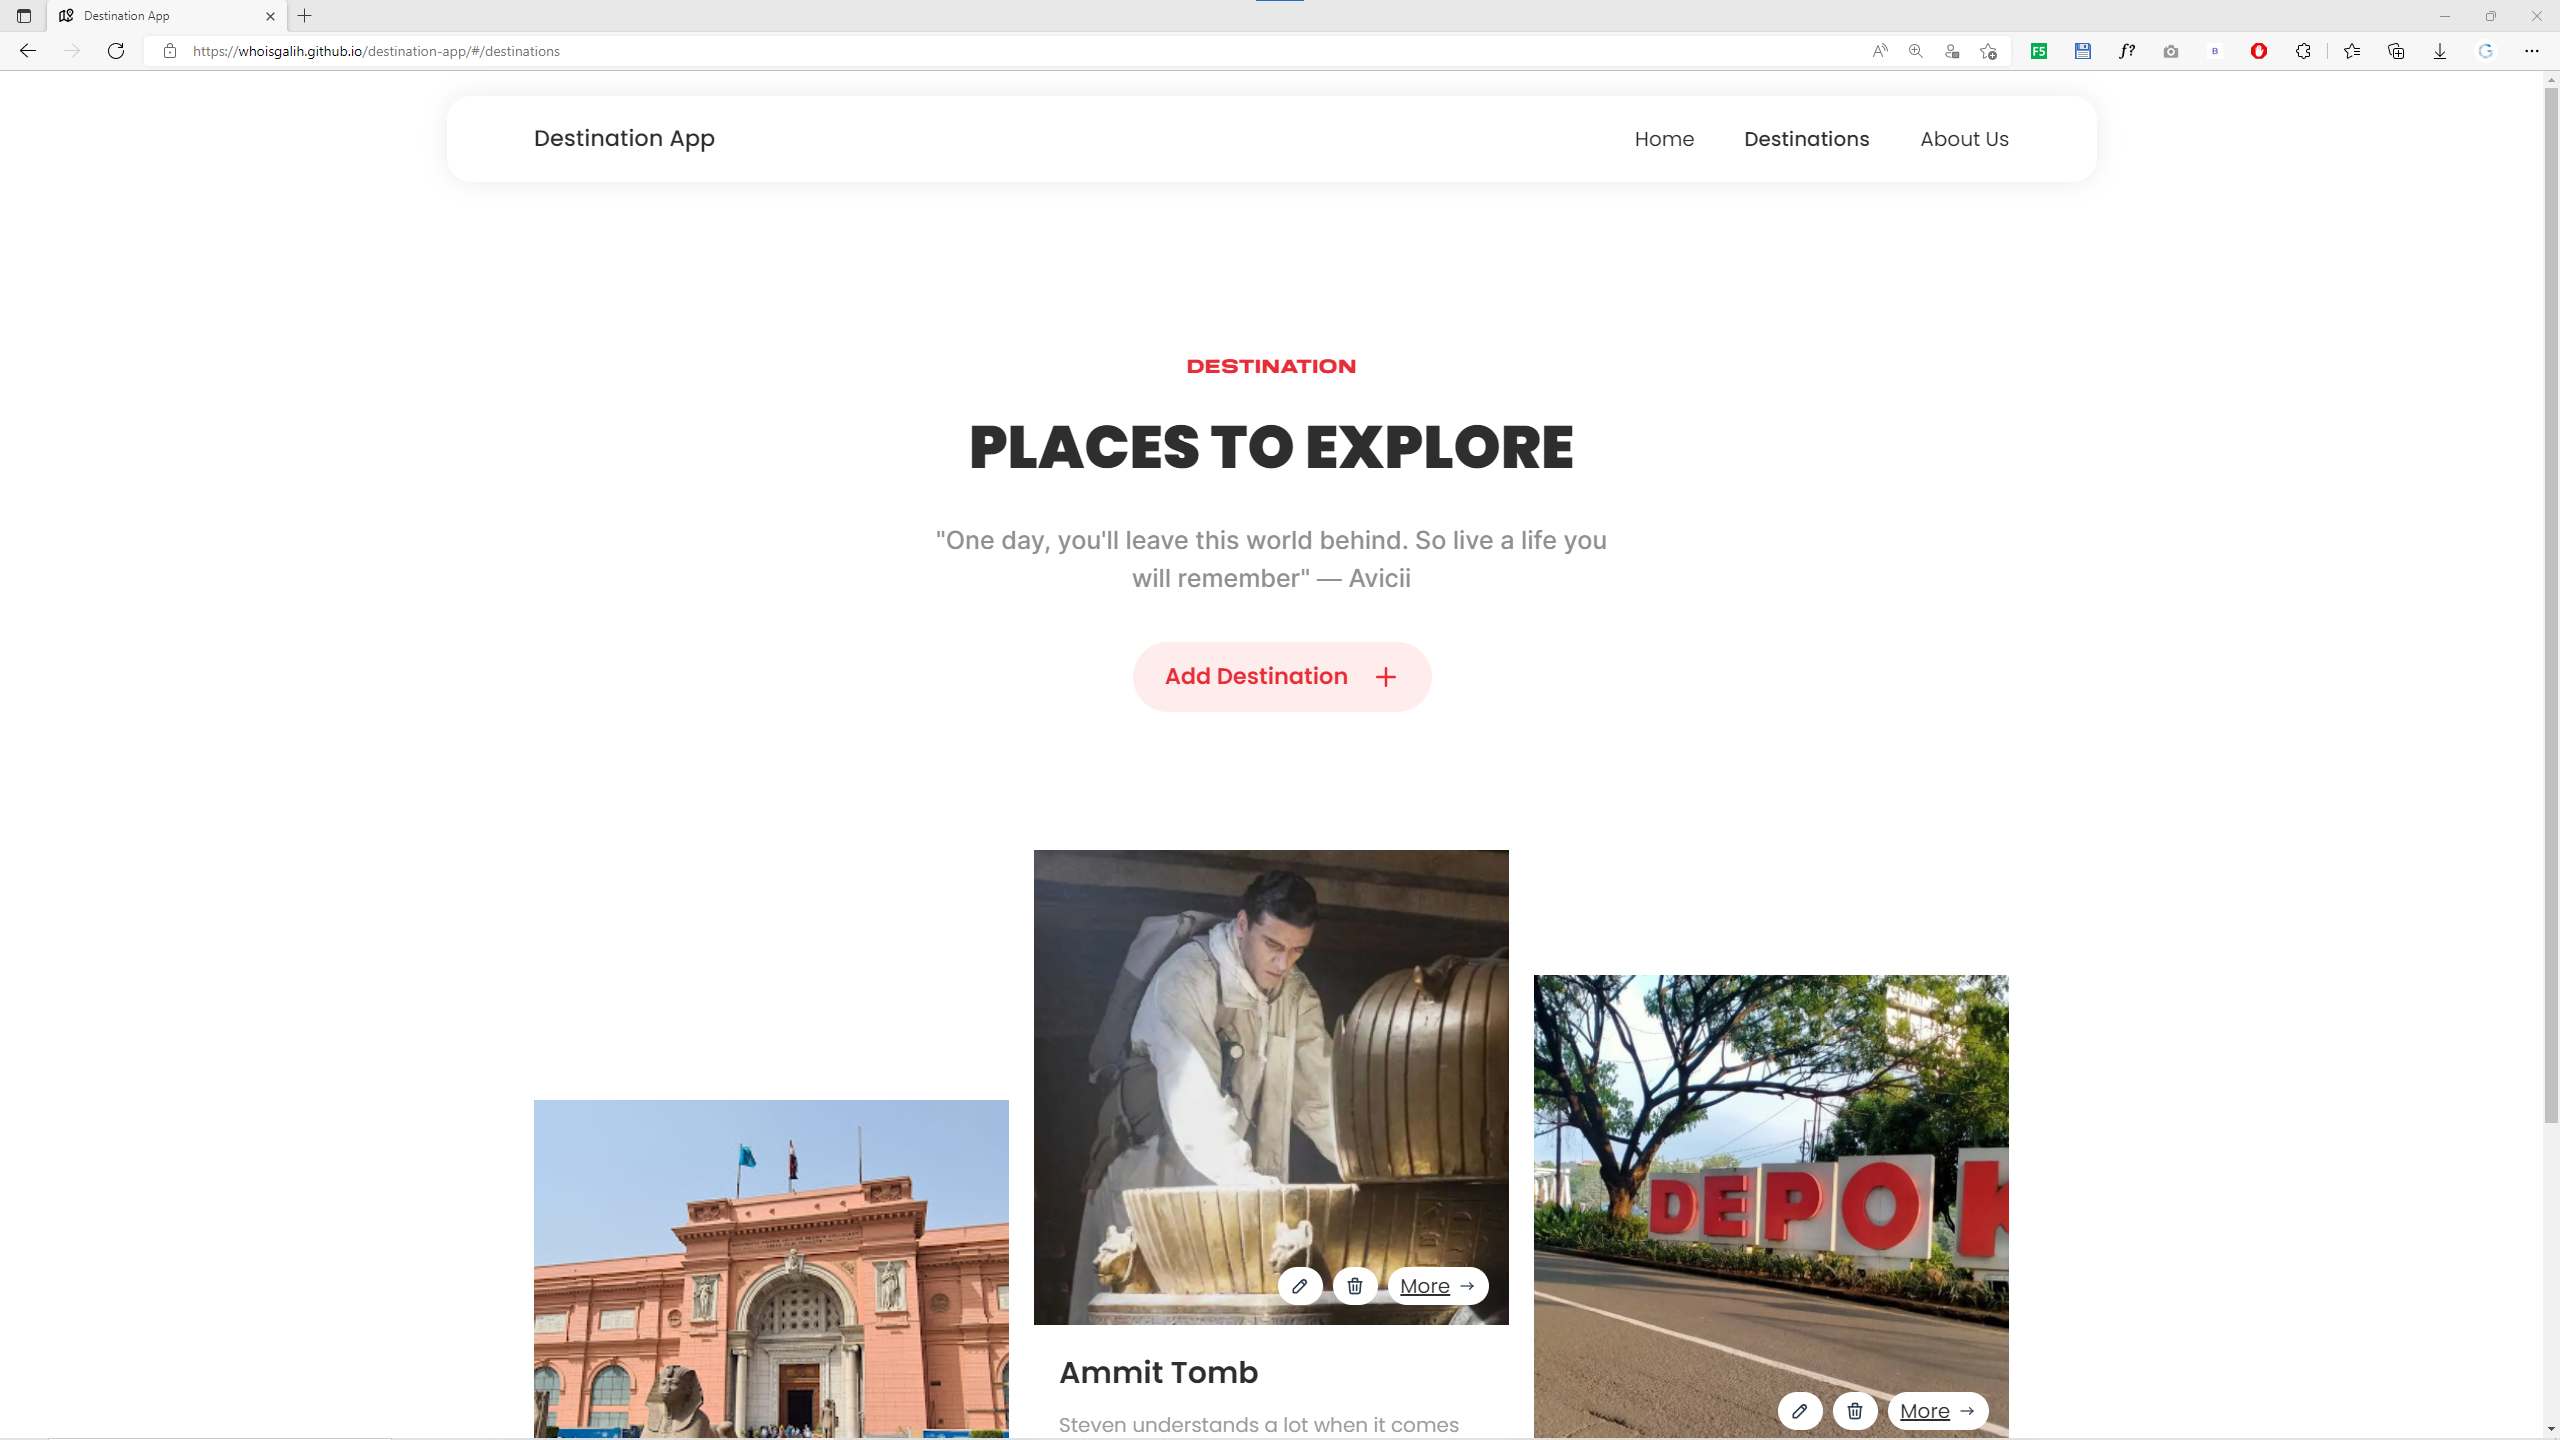 Destination App
https://whoisgalih.github.io/destination-app/#/destinations
Destination App
Home
Destinations
About Us
DESTINATION
PLACES TO EXPLORE
"One day, you'll leave this world behind. So live a life you
will remember" — Avicii
Add Destination
DEPOK
More
More
Ammit Tomb
Steven understands a lot when it comes